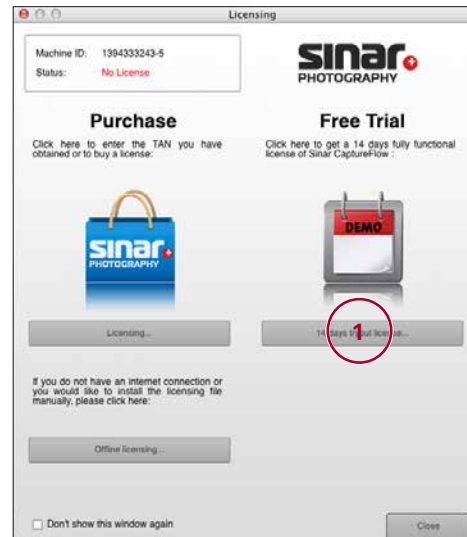 Licensing
Machine ID: 1394333243-5
Status: No License
sinar
PHOTOGRAPHY
Purchase
Click here to enter the TAN you have
obtained or to buy a license:
sinar
PHOTOGRAPHY
Licensing...
If you do not have an internet connection or
you would like to install the licensing file
manually, please click here:
Offline licensing...
Don't show this window again
Free Trial
Click here to get a 14 days fully functional
license of Sinar CaptureFlow :
DEMO
14 days license...
1
Close